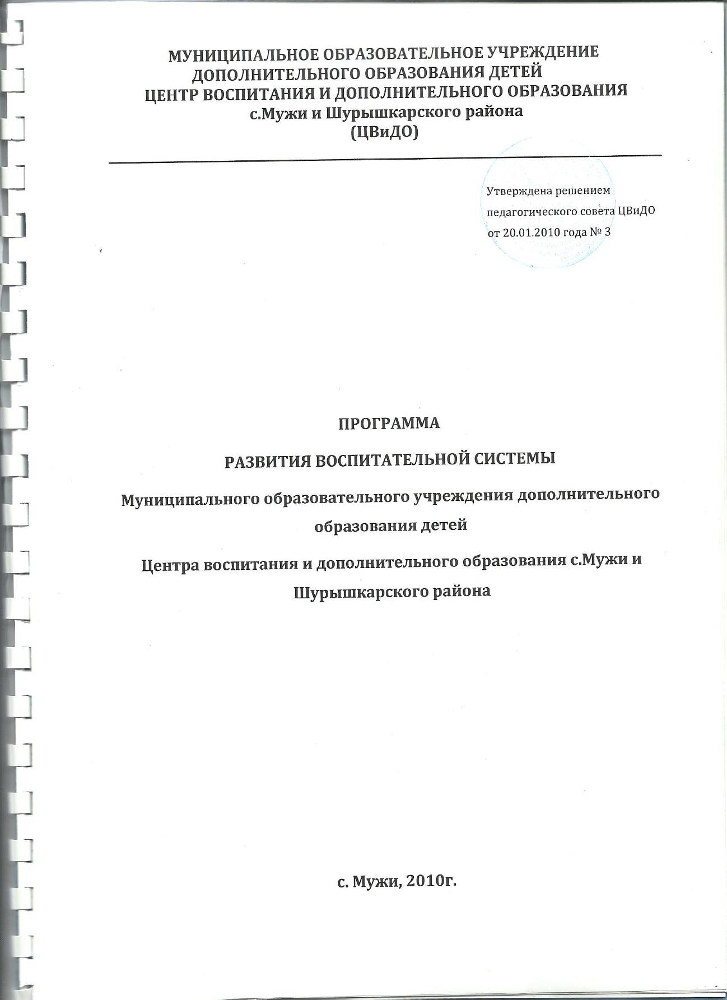 МУНИЦИПАЛЬНОЕ ОБРАЗОВАТЕЛЬНОЕ УЧРЕЖДЕНИЕ
ДОПОЛНИТЕЛЬНОГО ОБРАЗОВАНИЯ ДЕТЕЙ
ЦЕНТР ВОСПИТАНИЯ И ДОПОЛНИТЕЛЬНОГО ОБРАЗОВАНИЯ
с.Мужи и Шурышкарского района
(ЦВиДО)
Утверждена решением
педагогического совета ЦВиДО
от 20.01.2010 года № 3
ПРОГРАММА
РАЗВИТИЯ ВОСПИТАТЕЛЬНОЙ СИСТЕМЫ
Муниципального образовательного учреждения дополнительного
образования детей
Центра воспитания и дополнительного образования с.Мужи и
Шурышкарского района
с. Мужи, 2010г.